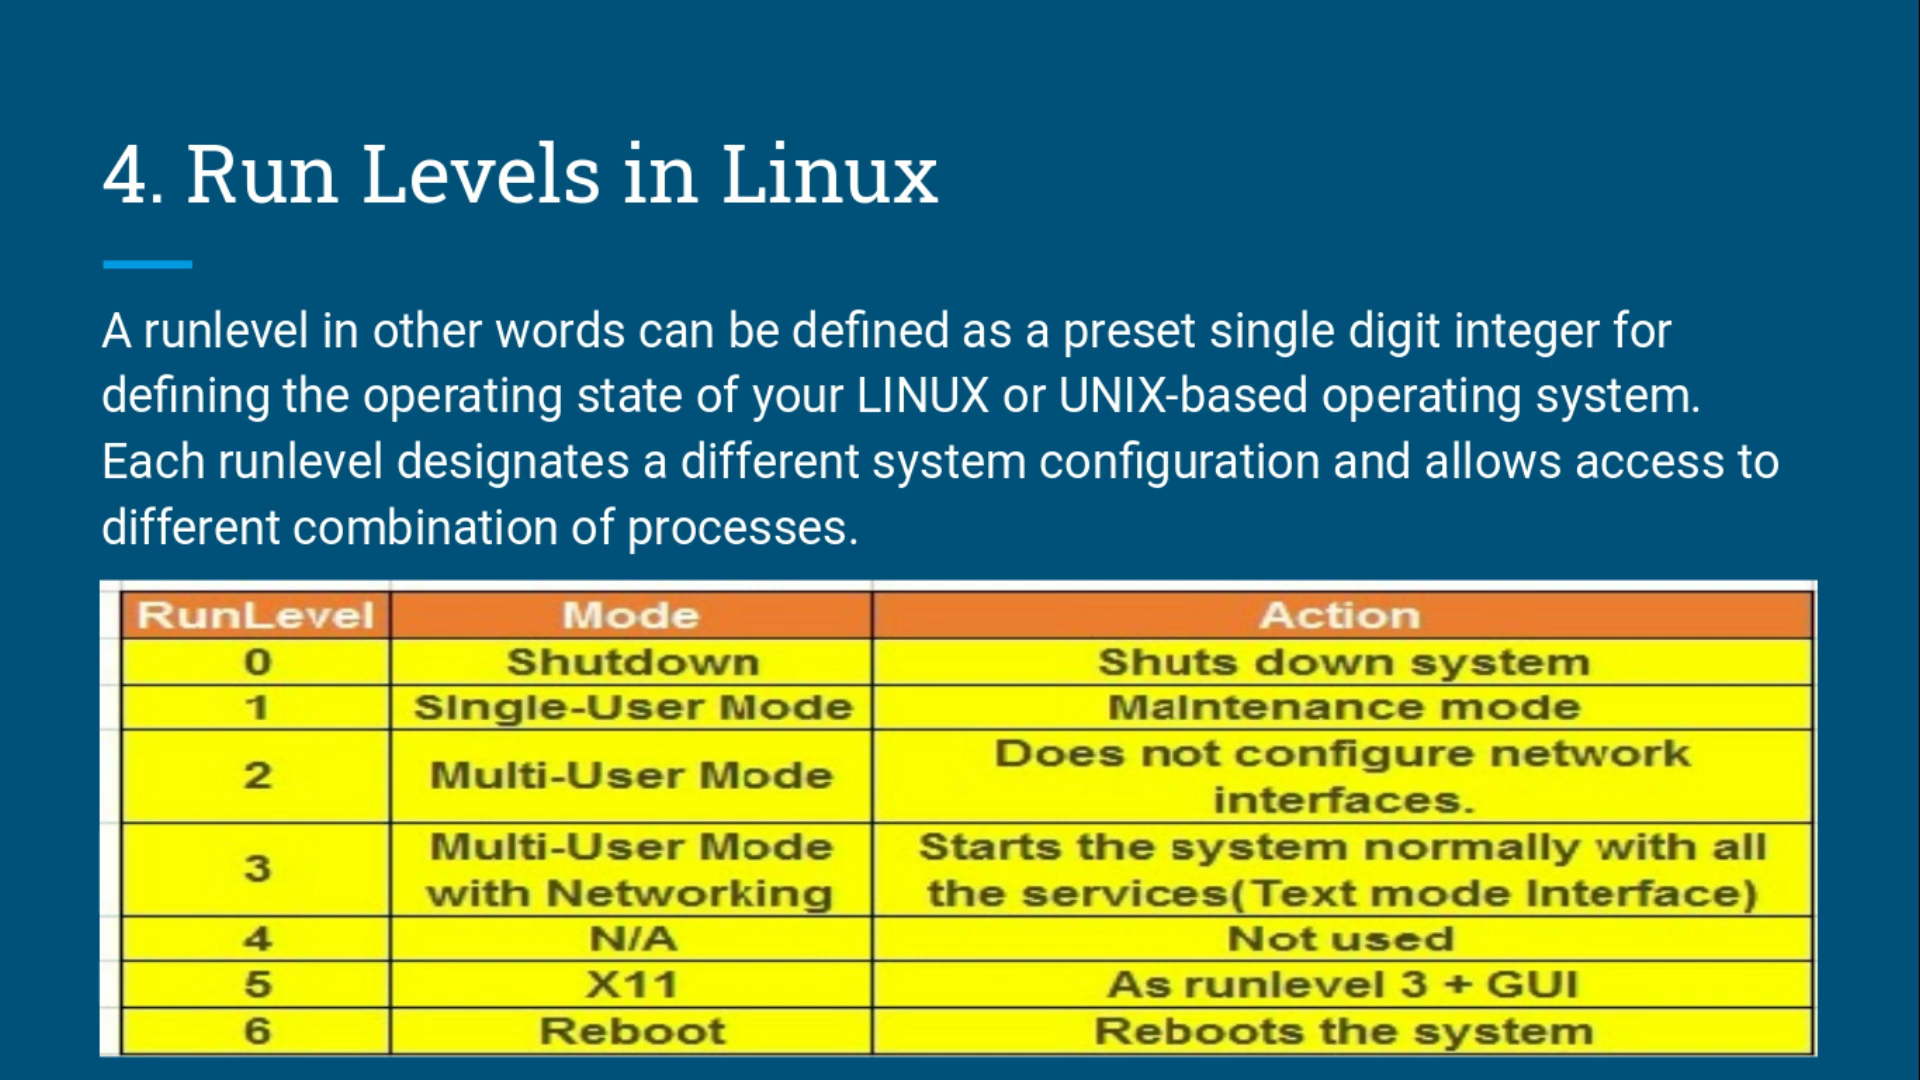 4. Run Levels in Linux
A runlevel in other words can be defined as a preset single digit integer for
defining the operating state of your LINUX or UNIX-based operating system.
Each runlevel designates a different system configuration and allows access to
different combination of processes.
RunLevel Mode Action
0 Shutdown Shuts down system
1 Single-User Mode Maintenance mode
2 Multi-User Mode Does not configure network
interfaces.
3 Multi-User Mode Starts the system normally with all
with Networking the services(Text mode Interface)
4 N/A Not used
5 X11 As runlevel 3 + GUI
6 Reboot Reboots the system